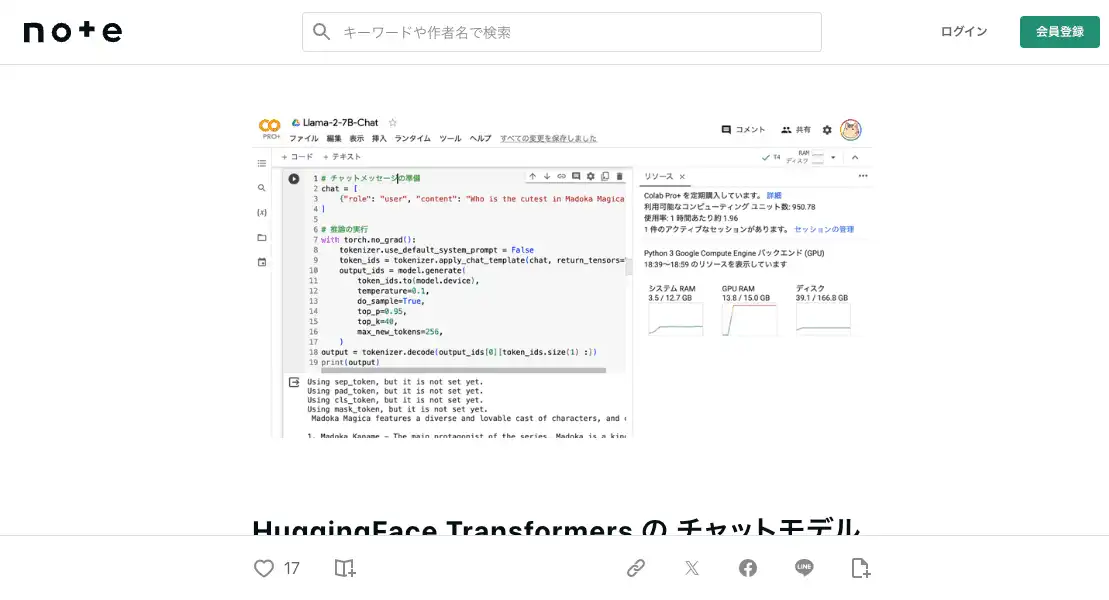 note
キーワードや作者名で検索
ログイン
会員登録
PRO+
Llama-2-7B-Chat
ファイル 編集 表示 挿入 ランタイム ツール ヘルプ すべての変更を保存しました
コメント 共有
+ コード + テキスト
T4 RAM ディスク
1 # チャットメッセージの準備
2 chat = [
3 {"role": "user", "content": "Who is the cutest in Madoka Magica
4 ]
5
6 # 推論の実行
7 with torch.no_grad():
8 tokenizer.use_default_system_prompt = False
9 token_ids = tokenizer.apply_chat_template(chat, return_tensors=
10 output_ids = model.generate(
11 token_ids.to(model.device),
12 temperature=0.1,
13 do_sample=True,
14 top_p=0.95,
15 top_k=40,
16 max_new_tokens=256,
17 )
18 output = tokenizer.decode(output_ids[0][token_ids.size(1) :])
19 print(output)
Using sep_token, but it is not set yet.
Using pad_token, but it is not set yet.
Using cls_token, but it is not set yet.
Using mask_token, but it is not set yet.
Madoka Magica features a diverse and lovable cast of characters, and
1. Madoka Kaname - The main protagonist of the series, Madoka is a kin
リソース ×
Colab Pro+ を定期購入しています。 詳細
利用可能なコンピューティング ユニット数: 950.78
使用率: 1 時間あたり約 1.96
1 件のアクティブなセッションがあります。 セッションの管理
Python 3 Google Compute Engine バックエンド (GPU)
18:39～18:59 のリソースを表示しています
システム RAM GPU RAM ディスク
3.5 / 12.7 GB 13.8 / 15.0 GB 39.1 / 166.8 GB
HuggingFace Transformers の チャットモデル
17
LINE